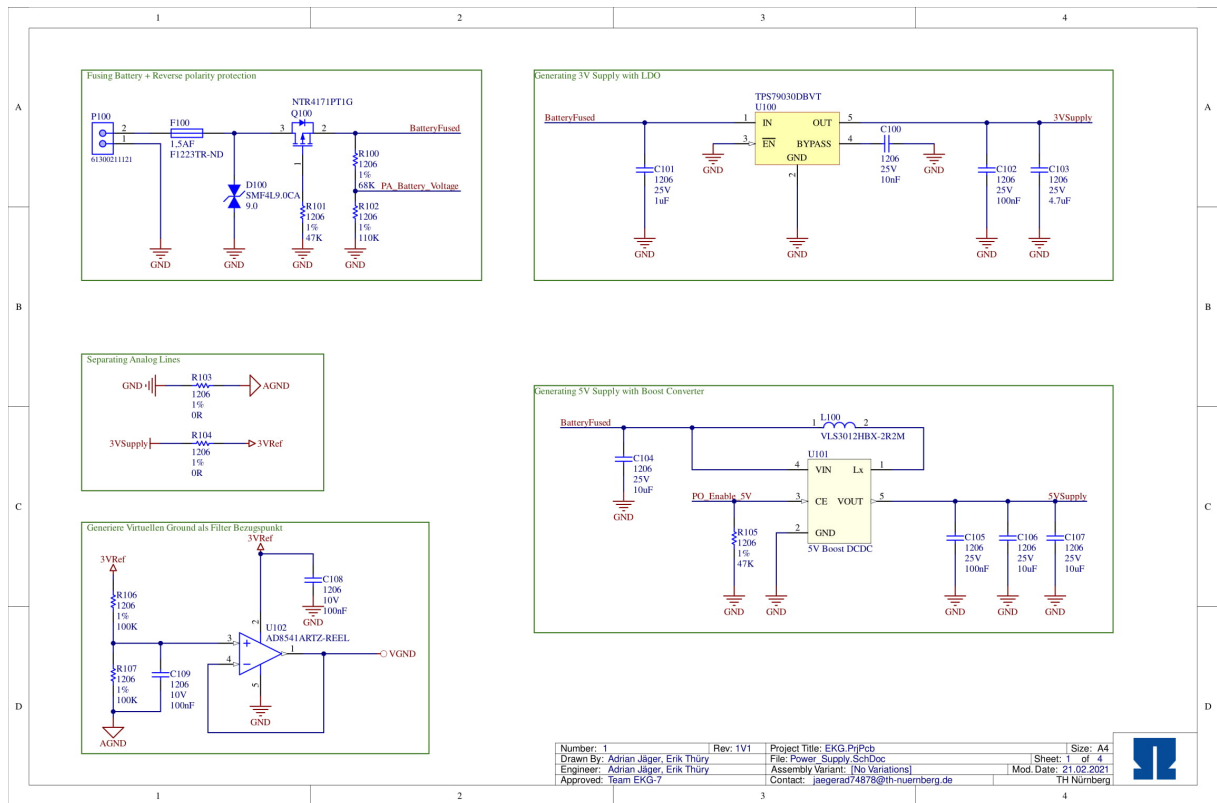 1 2 3 4
A
B
C
D
Fusing Battery + Reverse polarity protection
P100
2
1
61300211121
F100
1,5AF
F1223TR-ND
NTR4171PT1G
Q100
3 2
1
BatteryFused
D100
SMF4L9.0CA
9.0
R100
1206
1%
68K
PA_Battery_Voltage
R101
1206
1%
47K
R102
1206
1%
110K
GND GND GND GND
Generating 3V Supply with LDO
BatteryFused
TPS79030DBVT
U100
1 IN OUT 5
3 EN BYPASS 4
GND
2
3VSupply
GND
C100
1206
25V
10nF
GND
C101
1206
25V
1uF
C102
1206
25V
100nF
C103
1206
25V
4.7uF
GND GND GND GND
A
B
C
D
Separating Analog Lines
GND
R103
1206
1%
0R
AGND
3VSupply
R104
1206
1%
0R
3VRef
Generating 5V Supply with Boost Converter
BatteryFused
L100
1 2
VLS3012HBX-2R2M
C104
1206
25V
10uF
GND
U101
4 VIN Lx 1
3 CE VOUT 5
2 GND
5V Boost DCDC
PO_Enable_5V
R105
1206
1%
47K
5VSupply
C105
1206
25V
100nF
C106
1206
25V
10uF
C107
1206
25V
10uF
GND GND GND GND GND
Generiere Virtuellen Ground als Filter Bezugspunkt
3VRef
3VRef
R106
1206
1%
100K
C108
1206
10V
100nF
GND
U102
AD8541ARTZ-REEL
2
3
4
1
5
VGND
R107
1206
1%
100K
C109
1206
10V
100nF
GND
AGND
Number: 1 Rev: 1V1 Project Title: EKG.PrjPcb Size: A4
Drawn By: Adrian Jäger, Erik Thüry File: Power_Supply.SchDoc Sheet: 1 of 4
Engineer: Adrian Jäger, Erik Thüry Assembly Variant: [No Variations] Mod. Date: 21.02.2021
Approved: Team EKG-7 Contact: jaegerad74878@th-nuernberg.de TH Nürnberg
1 2 3 4